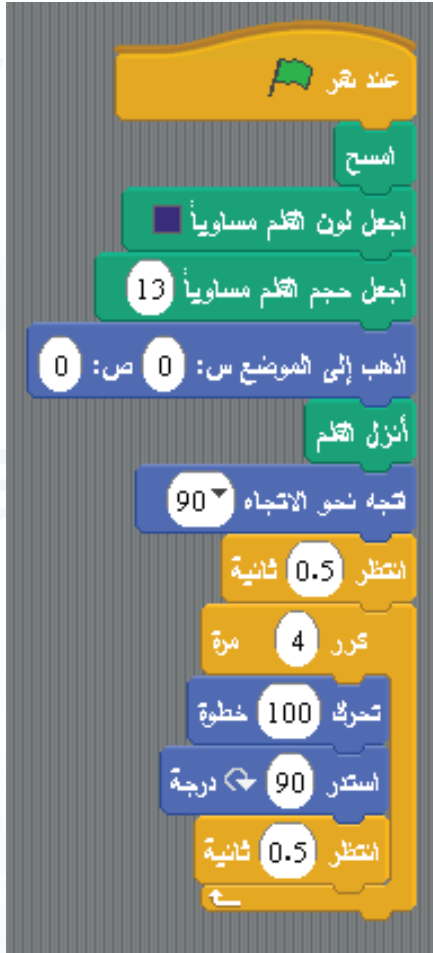 عند نقر
امسح
اجعل لون القلم مساوياً
اجعل حجم القلم مساوياً 13
اذهب إلى الموضع س: 0 ص: 0
أنزل القلم
اتجه نحو الاتجاه 90
انتظر 0.5 ثانية
كرر 4 مرة
تحرك 100 خطوة
استدر 90 درجة
انتظر 0.5 ثانية